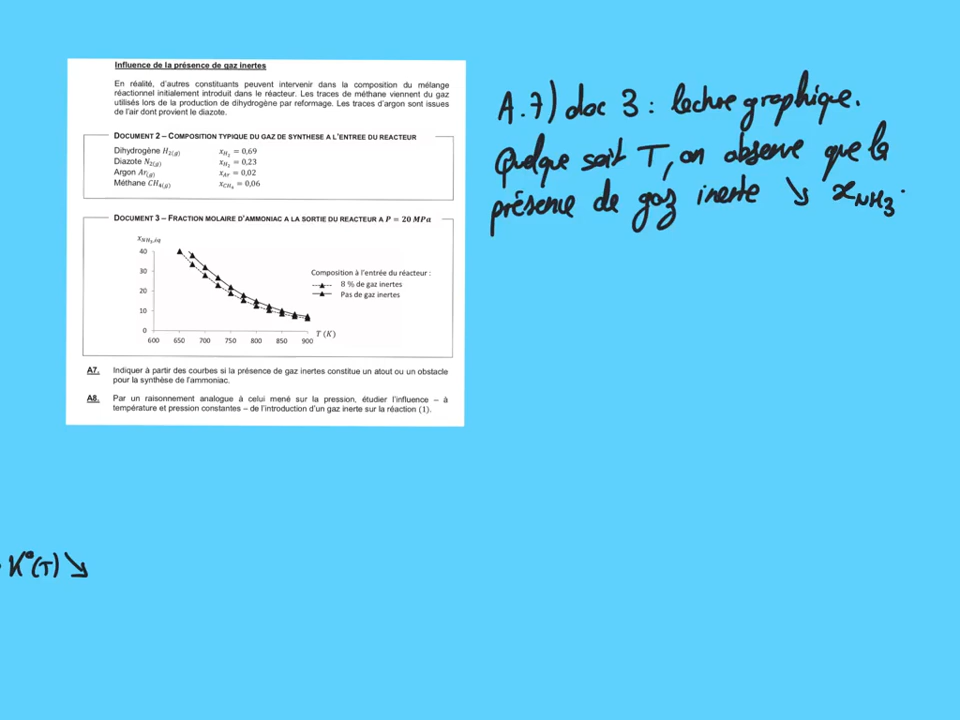 Influence de la présence de gaz inertes
En réalité, d'autres constituants peuvent intervenir dans la composition du mélange
réactionnel initialement introduit dans le réacteur. Les traces de méthane viennent du gaz
utilisés lors de la production de dihydrogène par reformage. Les traces d'argon sont issues
de l'air dont provient le diazote.
DOCUMENT 2 – COMPOSITION TYPIQUE DU GAZ DE SYNTHESE A L'ENTREE DU REACTEUR
Dihydrogène H₂(g) x_H₂ = 0,69
Diazote N₂(g) x_N₂ = 0,23
Argon Ar(g) x_Ar = 0,02
Méthane CH₄(g) x_CH₄ = 0,06
DOCUMENT 3 – FRACTION MOLAIRE D'AMMONIAC A LA SORTIE DU REACTEUR A P = 20 MPa
x_NH₃,éq
40
30
20
10
0
600 650 700 750 800 850 900
T (K)
Composition à l'entrée du réacteur :
8 % de gaz inertes
Pas de gaz inertes
A7. Indiquer à partir des courbes si la présence de gaz inertes constitue un atout ou un obstacle
pour la synthèse de l'ammoniac.
A8. Par un raisonnement analogue à celui mené sur la pression, étudier l'influence – à
température et pression constantes – de l'introduction d'un gaz inerte sur la réaction (1).
A.7) doc 3 : lecture graphique.
Quelque soit T, on observe que la
présence de gaz inerte ↘ x_NH3.
K°(T) ↘